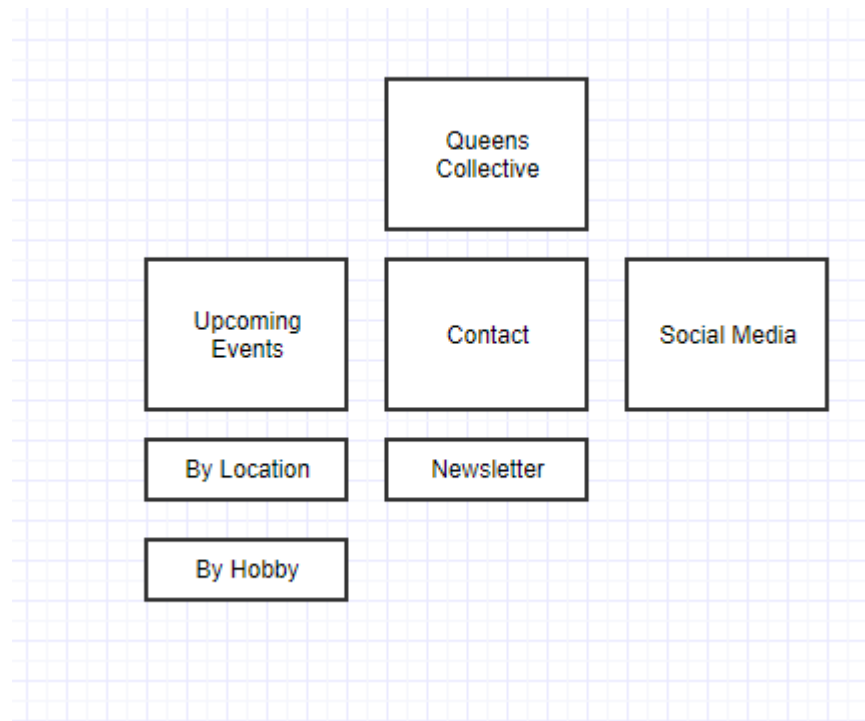 Queens
Collective
Upcoming
Events
Contact
Social Media
By Location
Newsletter
By Hobby